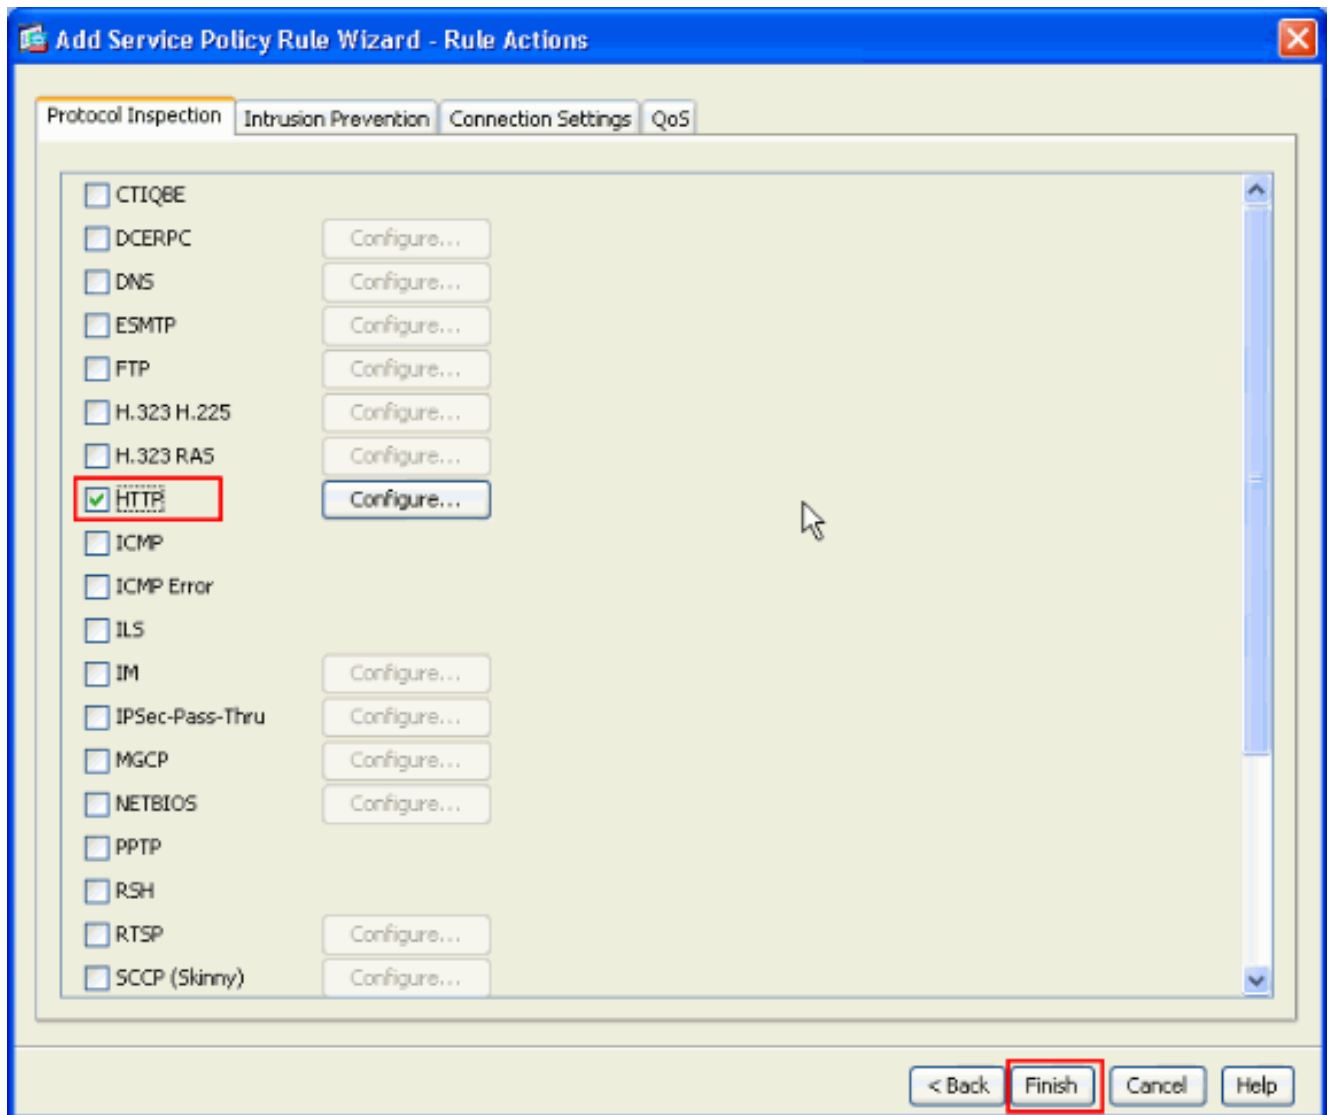 Add Service Policy Rule Wizard - Rule Actions
Protocol Inspection Intrusion Prevention Connection Settings QoS
CTIQBE
DCERPC Configure...
DNS Configure...
ESMTP Configure...
FTP Configure...
H.323 H.225 Configure...
H.323 RAS Configure...
HTTP Configure...
ICMP
ICMP Error
ILS
IM Configure...
IPSec-Pass-Thru Configure...
MGCP Configure...
NETBIOS Configure...
PPTP
RSH
RTSP Configure...
SCCP (Skinny) Configure...
< Back Finish Cancel Help